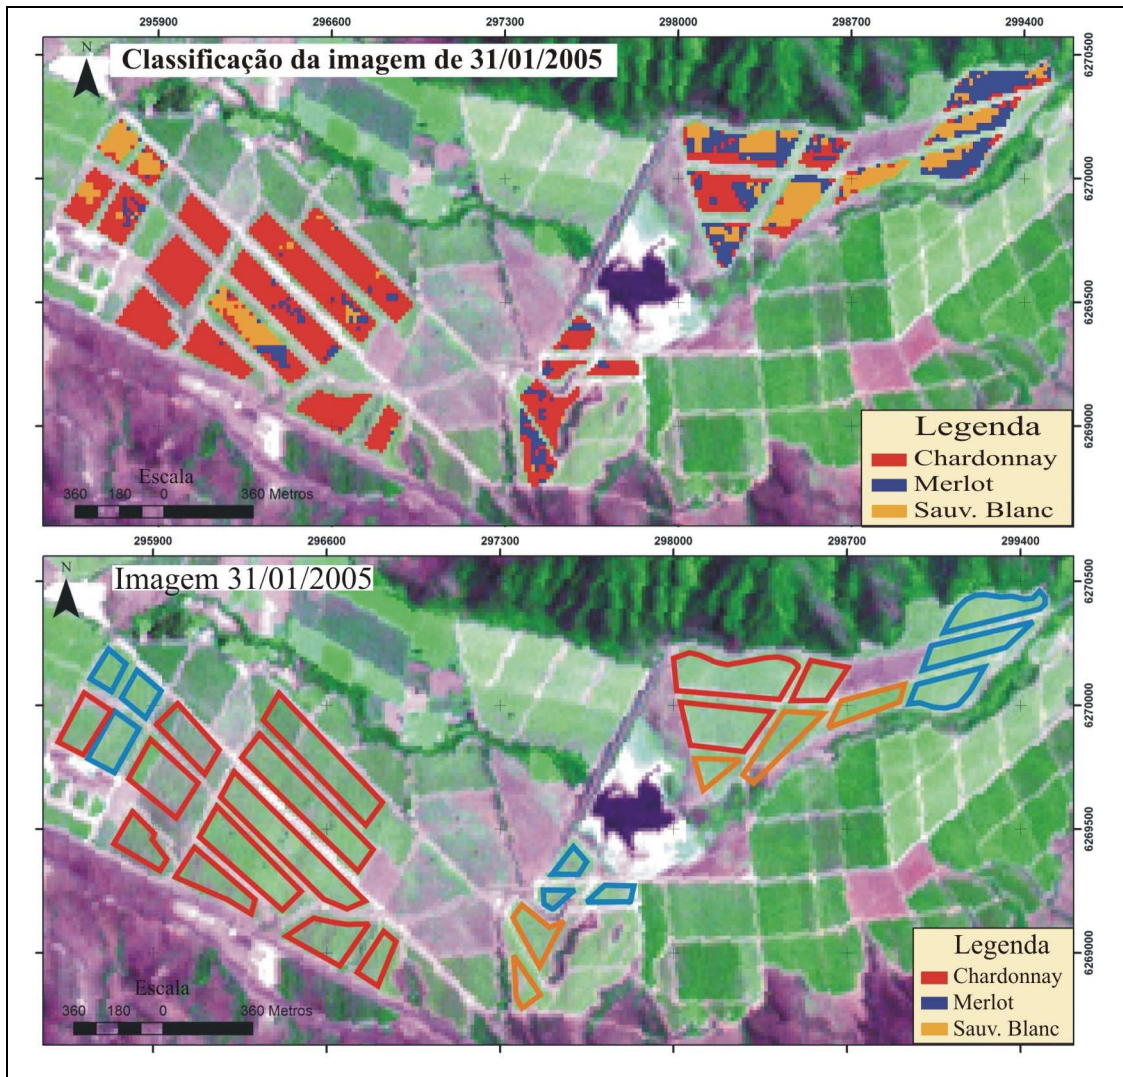 295900 296600 297300 298000 298700 299400
N
Classificação da imagem de 31/01/2005
6270500
6270000
6269500
6269000
Legenda
Chardonnay
Merlot
Sauv. Blanc
Escala
360 180 0 360 Metros
295900 296600 297300 298000 298700 299400
N
Imagem 31/01/2005
6270500
6270000
6269500
6269000
Legenda
Chardonnay
Merlot
Sauv. Blanc
Escala
360 180 0 360 Metros